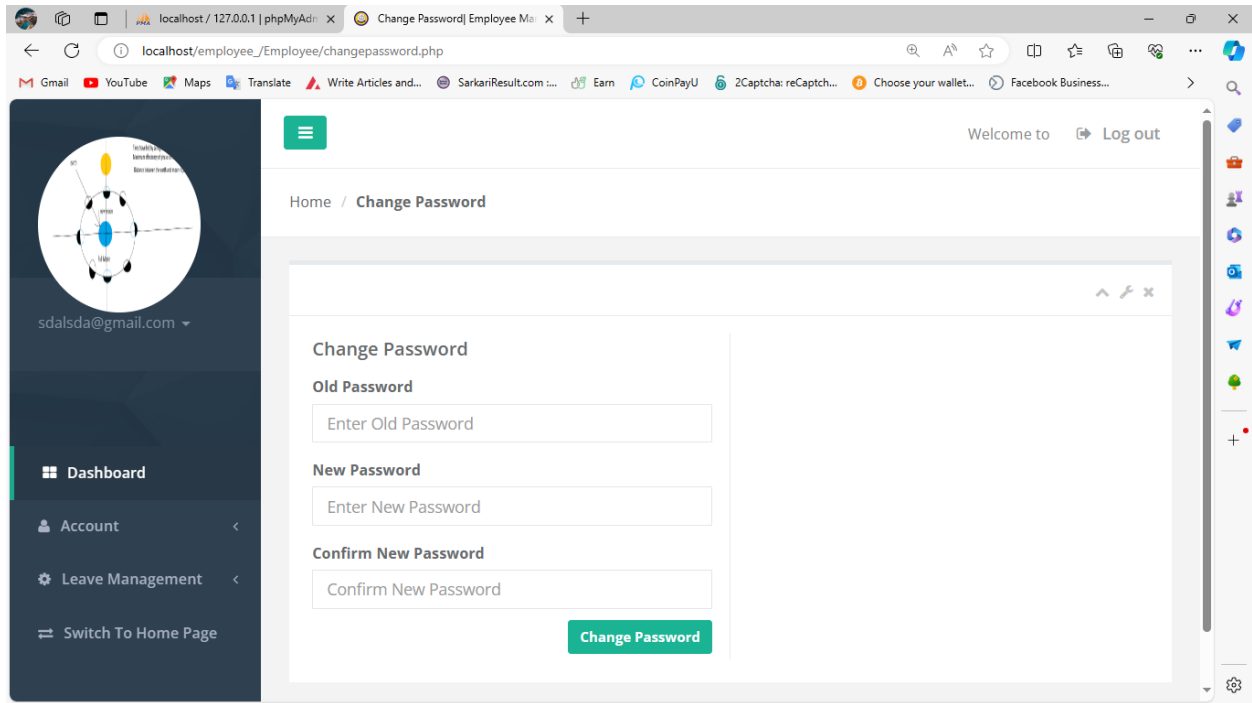 localhost / 127.0.0.1 | phpMyAdn
Change Password| Employee Mar
localhost/employee_/Employee/changepassword.php
Gmail YouTube Maps Translate Write Articles and... SarkariResult.com :... Earn CoinPayU 2Captcha: reCaptch... Choose your wallet... Facebook Business...
Welcome to Log out
Home / Change Password
sdalsda@gmail.com
Change Password
Old Password
Enter Old Password
New Password
Enter New Password
Confirm New Password
Confirm New Password
Change Password
Dashboard
Account
Leave Management
Switch To Home Page